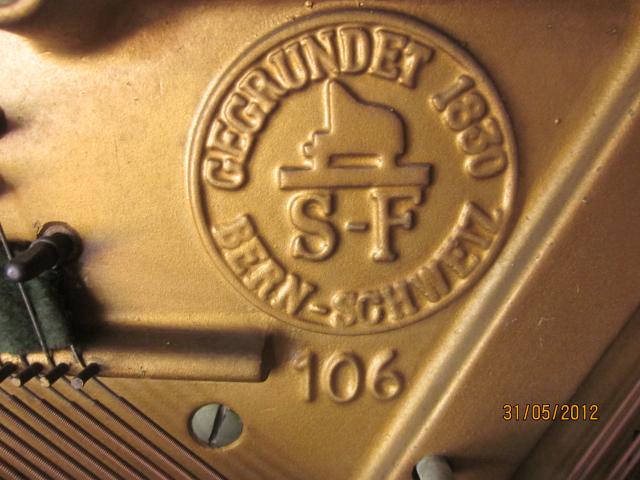 GEGRUNDET 1830
S-F
BERN-SCHWEIZ
106
31/05/2012